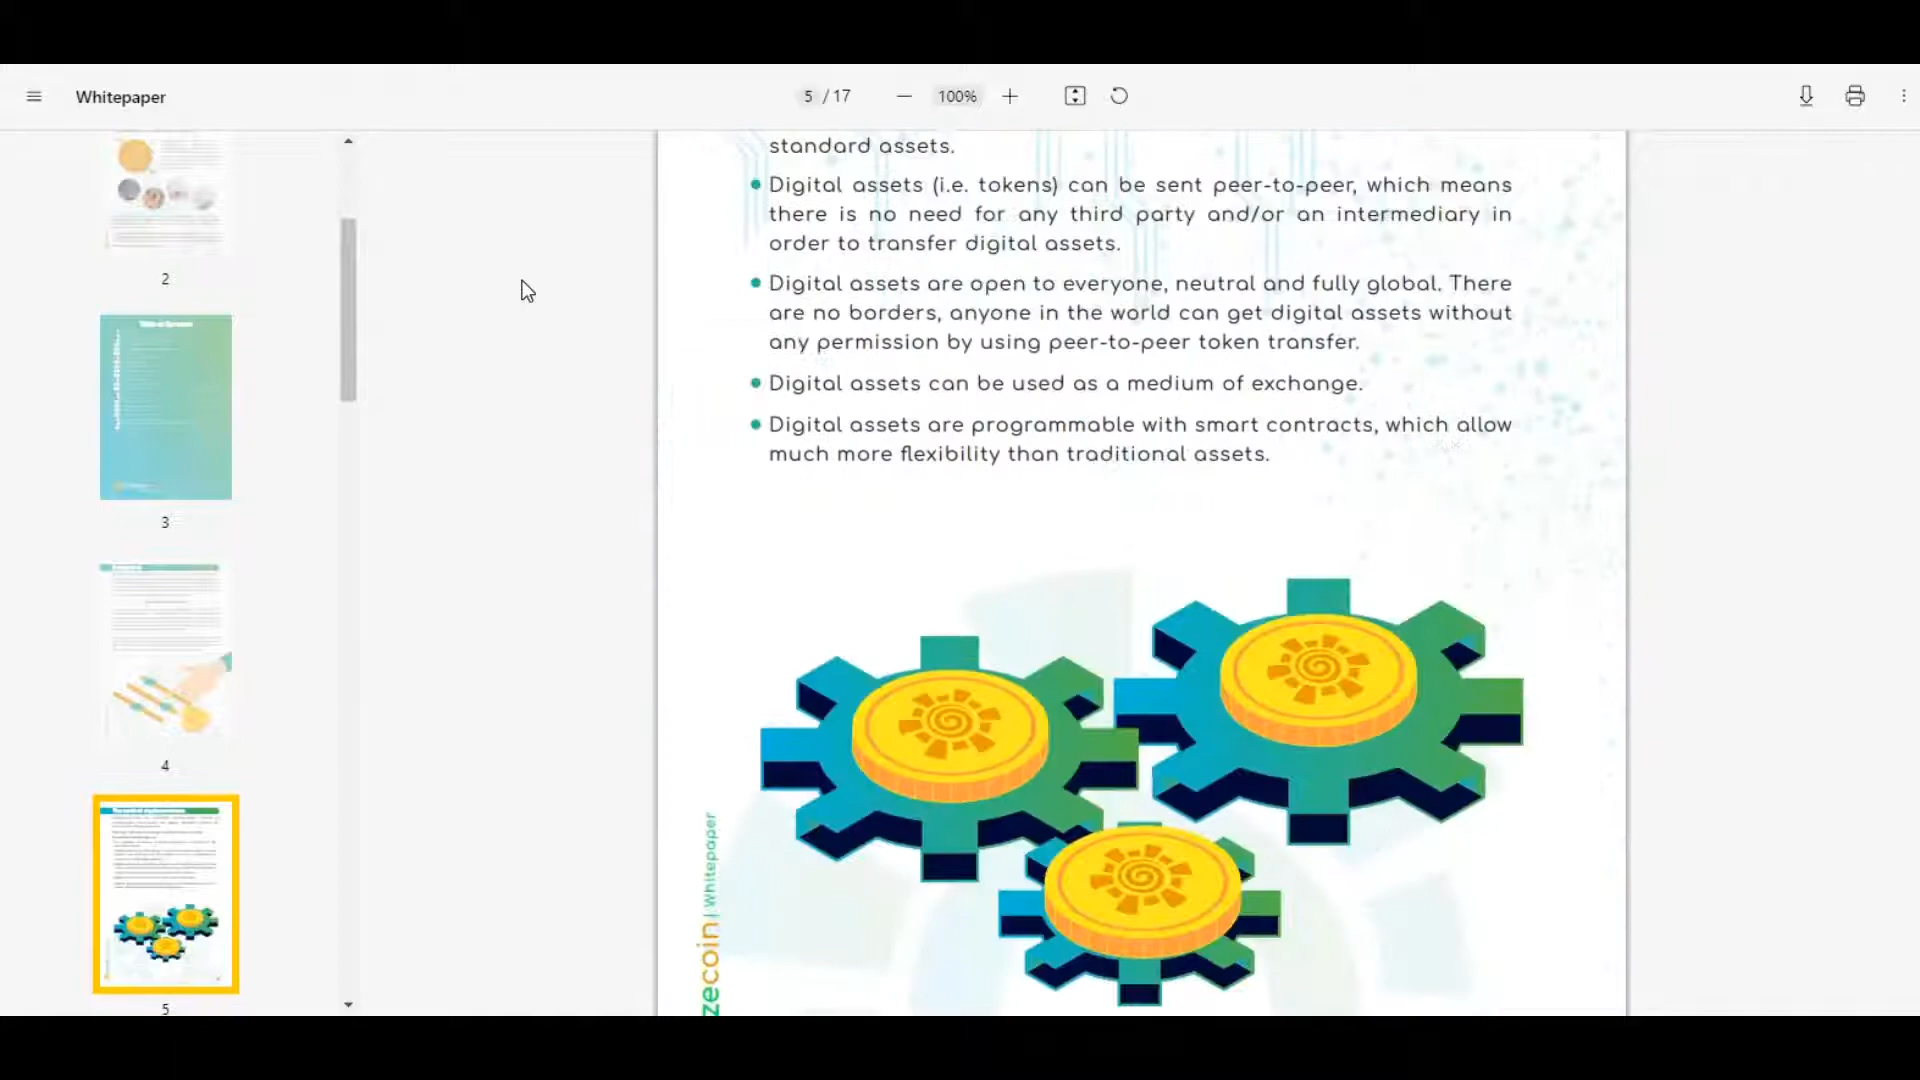 Whitepaper
5 / 17
100%
2
3
4
5
standard assets.
Digital assets (i.e. tokens) can be sent peer-to-peer, which means
there is no need for any third party and/or an intermediary in
order to transfer digital assets.
Digital assets are open to everyone, neutral and fully global. There
are no borders, anyone in the world can get digital assets without
any permission by using peer-to-peer token transfer.
Digital assets can be used as a medium of exchange.
Digital assets are programmable with smart contracts, which allow
much more flexibility than traditional assets.
zecoin | Whitepaper